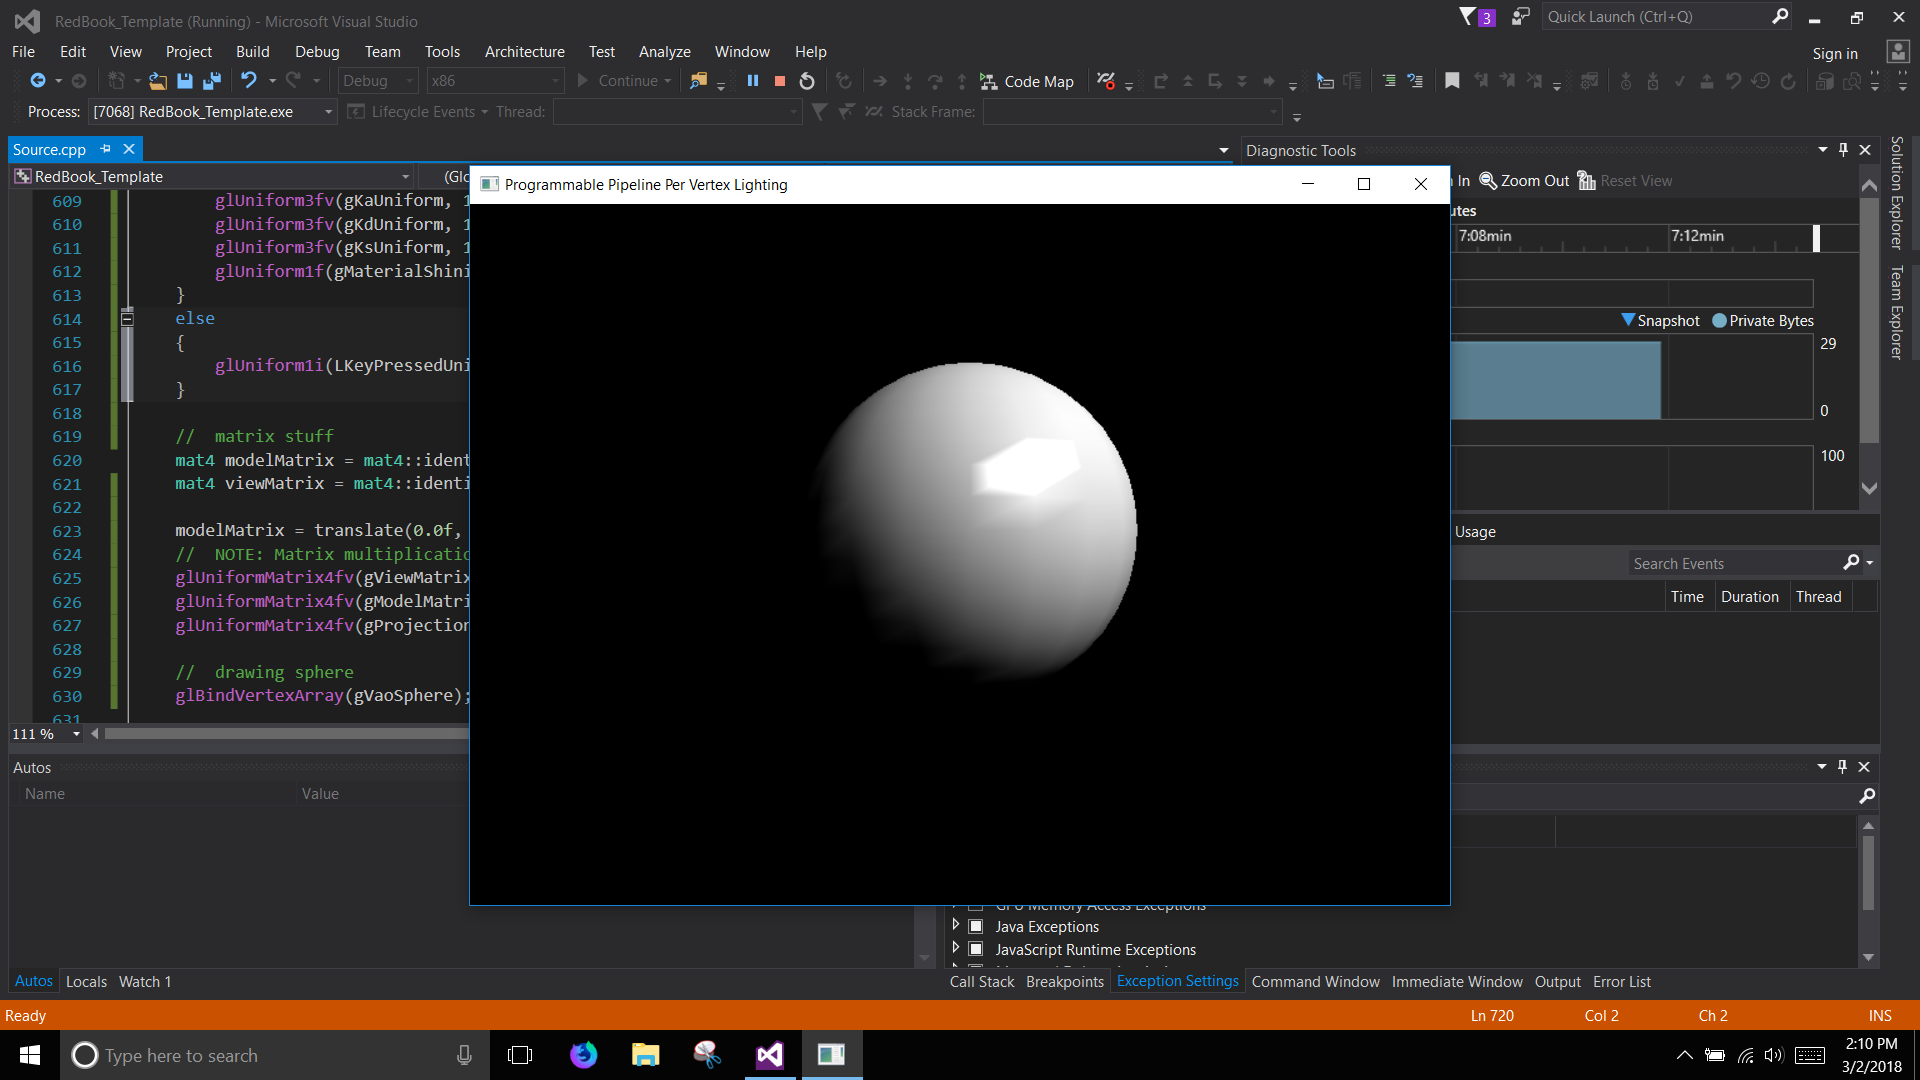 RedBook_Template (Running) - Microsoft Visual Studio
3
Quick Launch (Ctrl+Q)
File Edit View Project Build Debug Team Tools Architecture Test Analyze Window Help
Sign in
Debug x86 Continue Code Map
Process: [7068] RedBook_Template.exe Lifecycle Events Thread: Stack Frame:
Source.cpp
Diagnostic Tools
RedBook_Template (Glo
Programmable Pipeline Per Vertex Lighting
In Zoom Out Reset View
utes
7:08min 7:12min
Snapshot Private Bytes
29
0
100
Usage
Search Events
Time Duration Thread
Solution Explorer
Team Explorer
609 glUniform3fv(gKaUniform, 1
610 glUniform3fv(gKdUniform, 1
611 glUniform3fv(gKsUniform, 1
612 glUniform1f(gMaterialShini
613 }
614 else
615 {
616 glUniform1i(LKeyPressedUni
617 }
618
619 // matrix stuff
620 mat4 modelMatrix = mat4::ident
621 mat4 viewMatrix = mat4::identi
622
623 modelMatrix = translate(0.0f,
624 // NOTE: Matrix multiplicatio
625 glUniformMatrix4fv(gViewMatrix
626 glUniformMatrix4fv(gModelMatri
627 glUniformMatrix4fv(gProjection
628
629 // drawing sphere
630 glBindVertexArray(gVaoSphere);
631
111 %
Autos
Name Value
GPU Memory Access Exceptions
Java Exceptions
JavaScript Runtime Exceptions
Autos Locals Watch 1
Call Stack Breakpoints Exception Settings Command Window Immediate Window Output Error List
Ready Ln 720 Col 2 Ch 2 INS
Type here to search
2:10 PM
3/2/2018